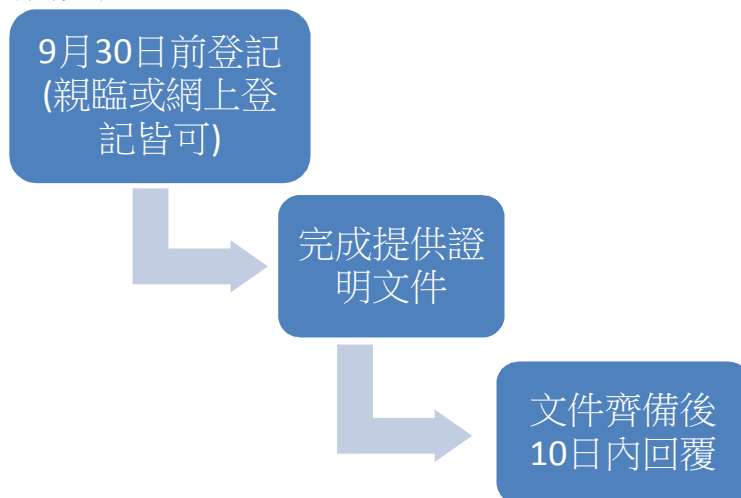 9月30日前登記
(親臨或網上登
記皆可)
完成提供證
明文件
文件齊備後
10日內回覆